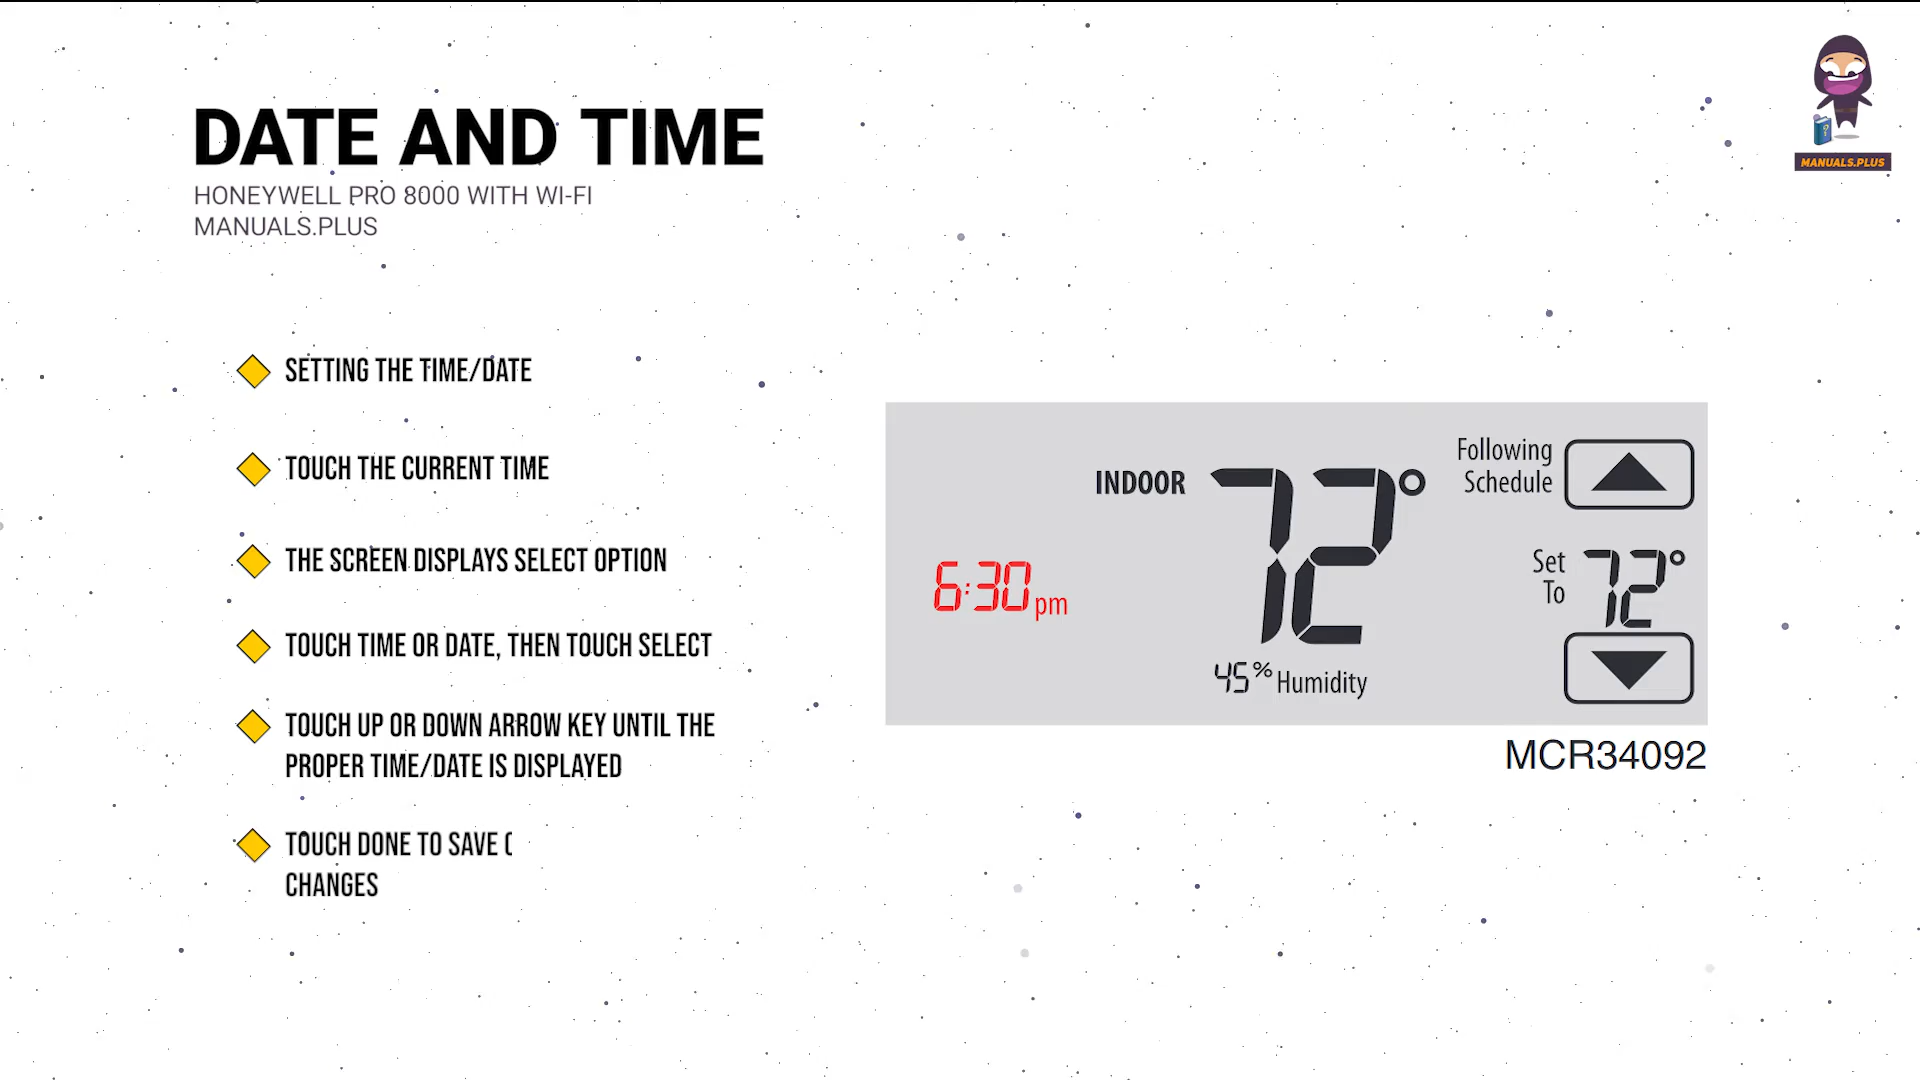 DATE AND TIME
HONEYWELL PRO 8000 WITH WI-FI
MANUALS.PLUS
SETTING THE TIME/DATE
TOUCH THE CURRENT TIME
THE SCREEN DISPLAYS SELECT OPTION
TOUCH TIME OR DATE, THEN TOUCH SELECT
TOUCH UP OR DOWN ARROW KEY UNTIL THE
PROPER TIME/DATE IS DISPLAYED
TOUCH DONE TO SAVE
CHANGES
MANUALS.PLUS
6:30 pm
INDOOR 72°
45% Humidity
Following
Schedule
Set
To
72°
MCR34092